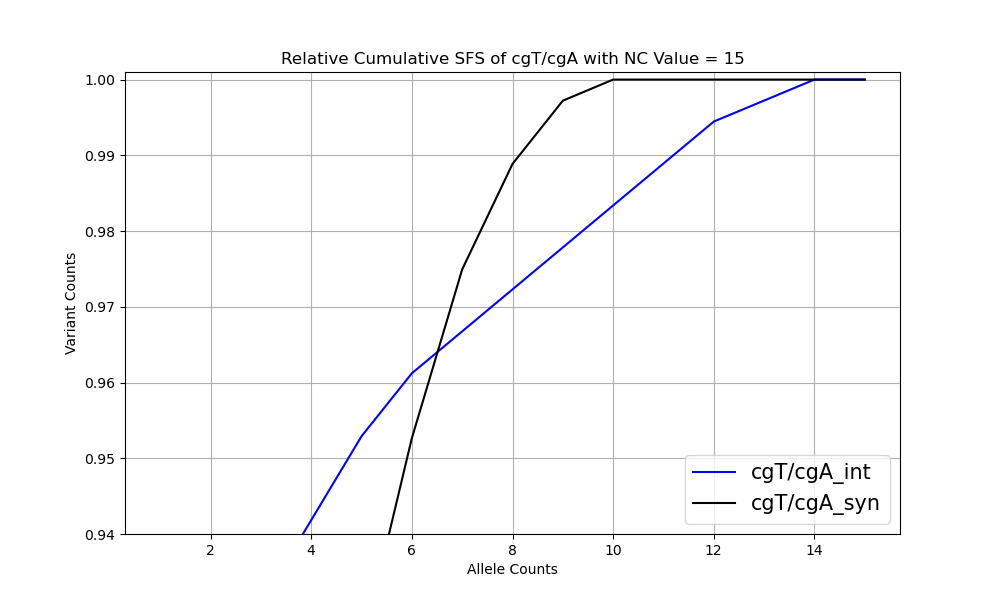 Relative Cumulative SFS of cgT/cgA with NC Value = 15
Variant Counts
1.00
0.99
0.98
0.97
0.96
0.95
0.94
2 4 6 8 10 12 14
Allele Counts
cgT/cgA_int
cgT/cgA_syn